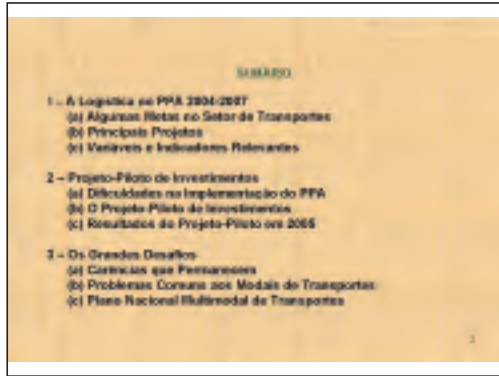 SUMÁRIO
1 – A Logística no PPA 2004-2007
(a) Algumas Metas no Setor de Transportes
(b) Principais Projetos
(c) Variáveis e Indicadores Relevantes
2 – Projeto-Piloto de Investimentos
(a) Dificuldades na Implementação do PPA
(b) O Projeto-Piloto de Investimentos
(c) Resultados do Projeto-Piloto em 2005
3 – Os Grandes Desafios
(a) Carências que Permanecem
(b) Problemas Comuns aos Modais de Transportes
(c) Plano Nacional Multimodal de Transportes
2